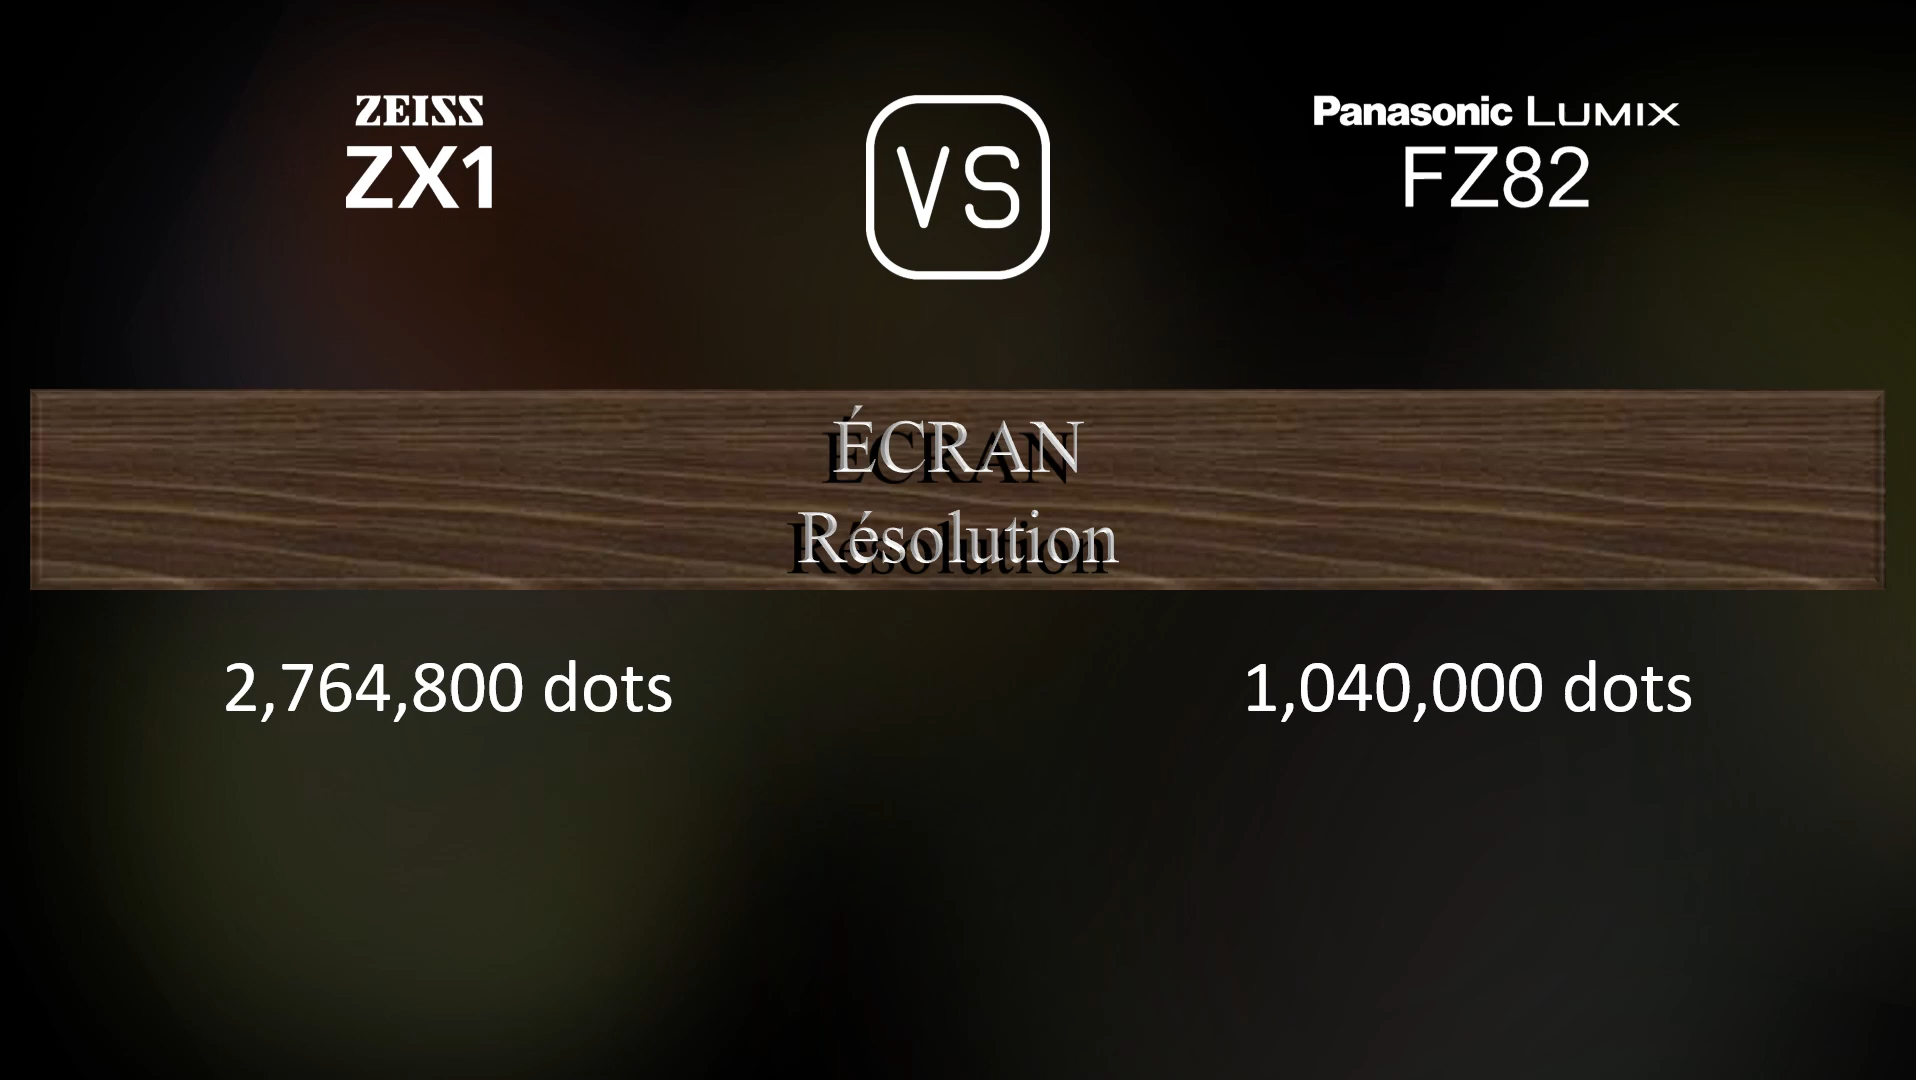 ZEISS
ZX1
VS
Panasonic LUMIX
FZ82
ÉCRAN
Résolution
2,764,800 dots
1,040,000 dots